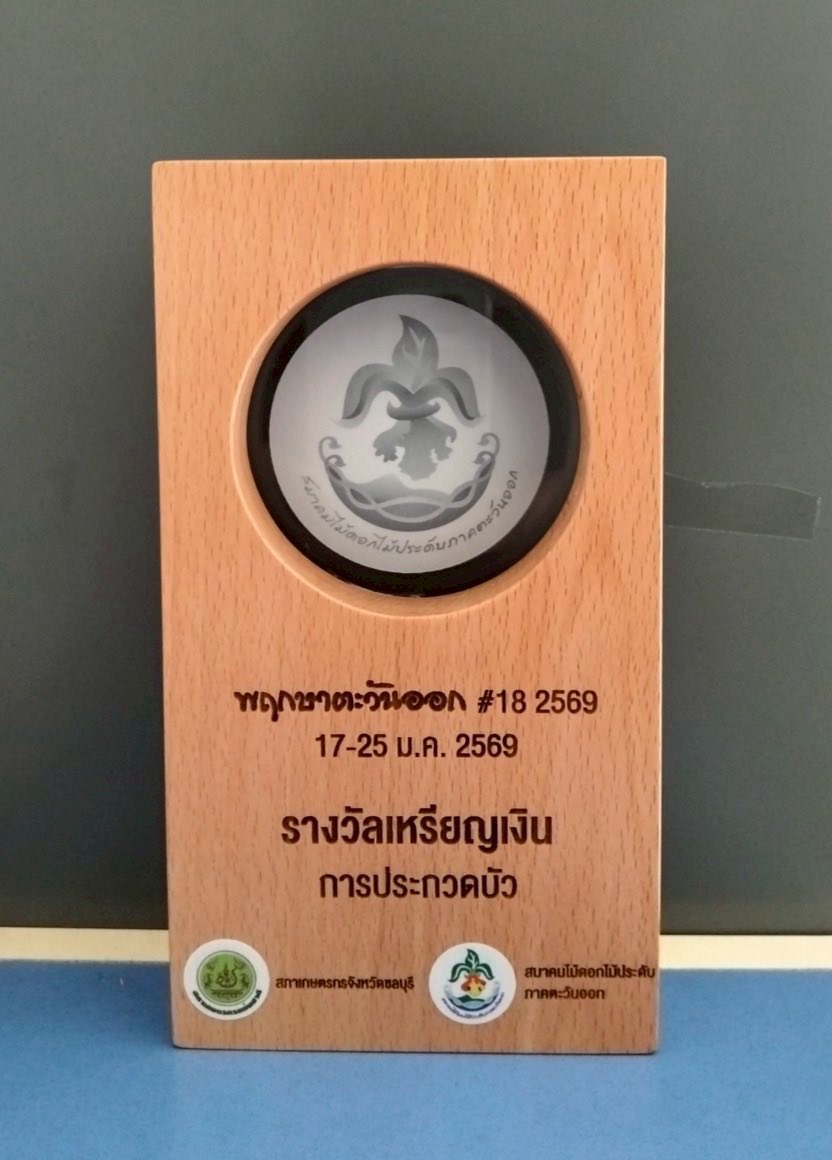 สมาคมไม้ดอกไม้ประดับภาคตะวันออก
พฤกษาตะวันออก #18 2569
17-25 ม.ค. 2569
รางวัลเหรียญเงิน
การประกวดบัว
สภาเกษตรกรจังหวัดชลบุรี
สมาคมไม้ดอกไม้ประดับ
ภาคตะวันออก